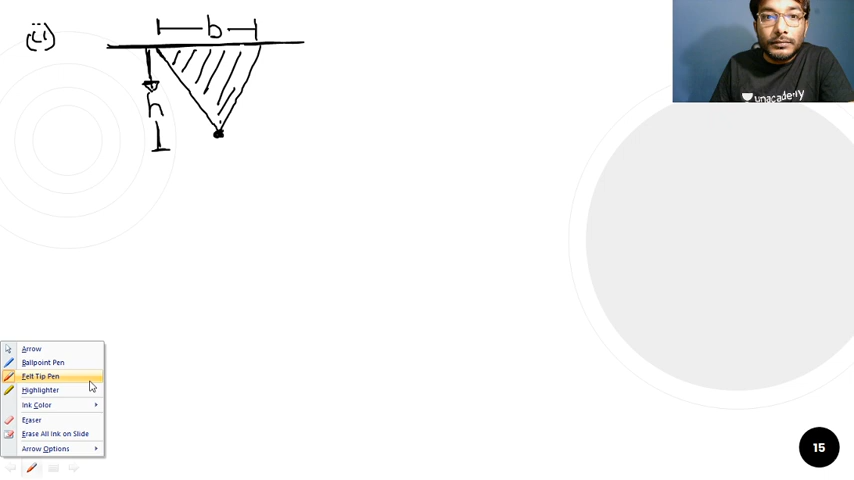 (ii)
b
h
unacademy
Arrow
Ballpoint Pen
Felt Tip Pen
Highlighter
Ink Color
Eraser
Erase All Ink on Slide
Arrow Options
15